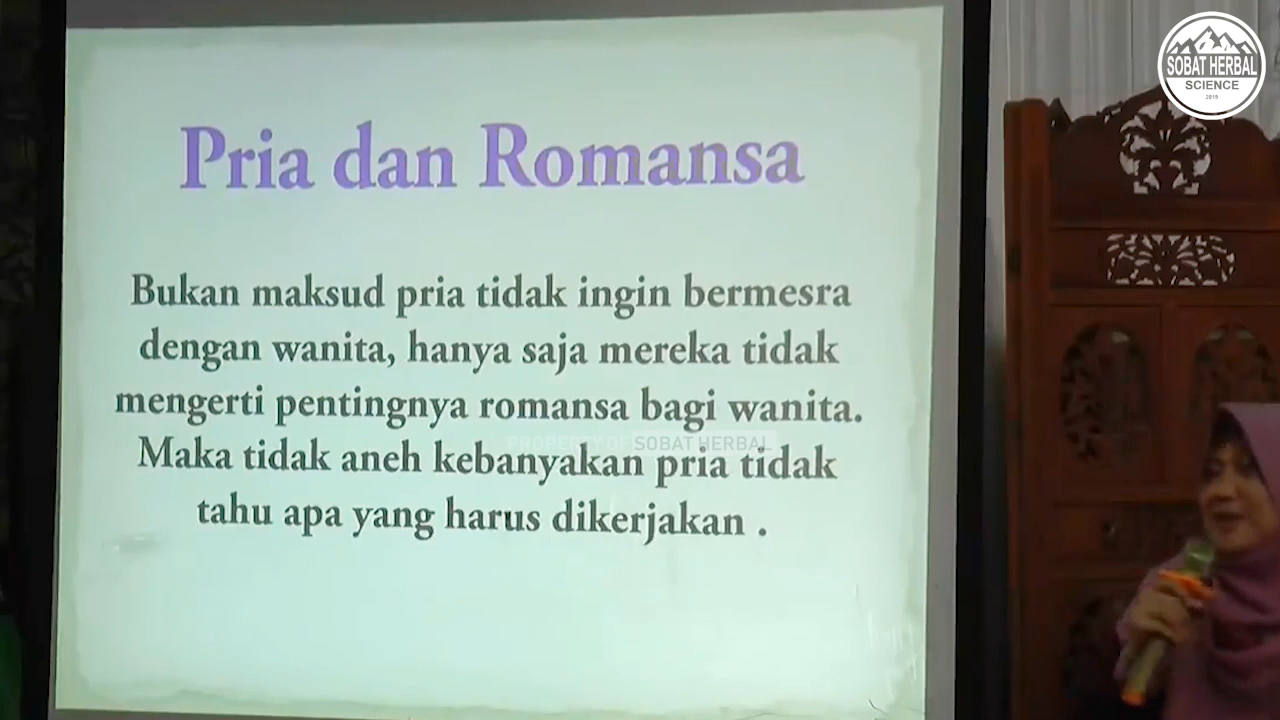 SOBAT HERBAL
SCIENCE
2019
Pria dan Romansa
Bukan maksud pria tidak ingin bermesra
dengan wanita, hanya saja mereka tidak
mengerti pentingnya romansa bagi wanita.
PROPERTY OF SOBAT HERBAL
Maka tidak aneh kebanyakan pria tidak
tahu apa yang harus dikerjakan .